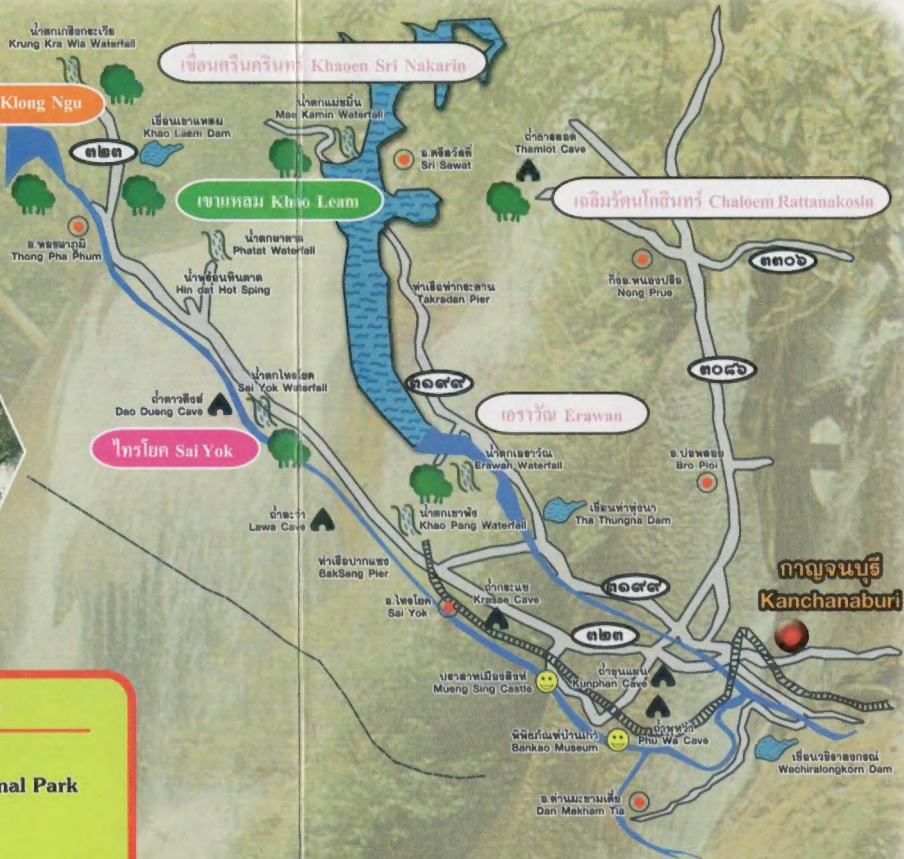 น้ำตกเกริงกระเวีย
Krung Kra Wia Waterfall
เขื่อนศรีนครินทร์ Khaoen Sri Nakarin
Klong Ngu
น้ำตกแม่ขมิ้น
Mae Kamin Waterfall
เขื่อนเขาแหลม
Khao Laem Dam
๓๒๓
อ.ศรีสวัสดิ์
Sri Sawat
ถ้ำธารลอด
Thamlot Cave
เขาแหลม Khao Leam
เฉลิมรัตนโกสินทร์ Chaloem Rattanakosin
อ.ทองผาภูมิ
Thong Pha Phum
น้ำตกผาตาด
Phatat Waterfall
น้ำพุร้อนหินดาด
Hin dat Hot Sping
ท่าเรือท่ากระดาน
Takradan Pier
กิ่งอ.หนองปรือ
Nong Prue
๓๓๐๖
น้ำตกไทรโยค
Sai Yok Waterfall
๓๑๙๙
๓๐๘๖
ถ้ำดาวดึงส์
Dao Dueng Cave
เอราวัณ Erawan
ไทรโยค Sai Yok
น้ำตกเอราวัณ
Erawan Waterfall
อ.บ่อพลอย
Bro Ploi
ถ้ำละว้า
Lawa Cave
น้ำตกเขาพัง
Khao Pang Waterfall
เขื่อนท่าทุ่งนา
Tha Thungna Dam
ท่าเรือปากแซง
BakSang Pier
กาญจนบุรี
Kanchanaburi
อ.ไทรโยค
Sai Yok
ถ้ำกระแซ
Krasae Cave
๓๑๙๙
๓๒๓
ปราสาทเมืองสิงห์
Mueng Sing Castle
ถ้ำขุนแผน
Kunphan Cave
พิพิธภัณฑ์บ้านเก่า
Bankao Museum
ถ้ำพุหว้า
Phu Wa Cave
เขื่อนวชิราลงกรณ์
Wachiralongkorn Dam
nal Park
อ.ด่านมะขามเตี้ย
Dan Makham Tia